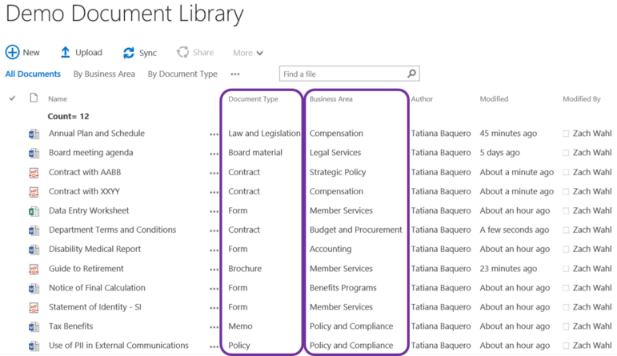 Demo Document Library
New Upload Sync Share More
All Documents By Business Area By Document Type ••• Find a file
Name Document Type Business Area Author Modified Modified By
Count= 12
Annual Plan and Schedule ••• Law and Legislation Compensation Tatiana Baquero 45 minutes ago Zach Wahl
Board meeting agenda ••• Board material Legal Services Tatiana Baquero 5 days ago Zach Wahl
Contract with AABB ••• Contract Strategic Policy Tatiana Baquero About a minute ago Zach Wahl
Contract with XXYY ••• Contract Compensation Tatiana Baquero About a minute ago Zach Wahl
Data Entry Worksheet ••• Form Member Services Tatiana Baquero About an hour ago Zach Wahl
Department Terms and Conditions ••• Contract Budget and Procurement Tatiana Baquero A few seconds ago Zach Wahl
Disability Medical Report ••• Form Accounting Tatiana Baquero About an hour ago Zach Wahl
Guide to Retirement ••• Brochure Member Services Tatiana Baquero 23 minutes ago Zach Wahl
Notice of Final Calculation ••• Form Benefits Programs Tatiana Baquero About an hour ago Zach Wahl
Statement of Identity - SI ••• Form Member Services Tatiana Baquero About an hour ago Zach Wahl
Tax Benefits ••• Memo Policy and Compliance Tatiana Baquero About an hour ago Zach Wahl
Use of PII in External Communications ••• Policy Policy and Compliance Tatiana Baquero About an hour ago Zach Wahl